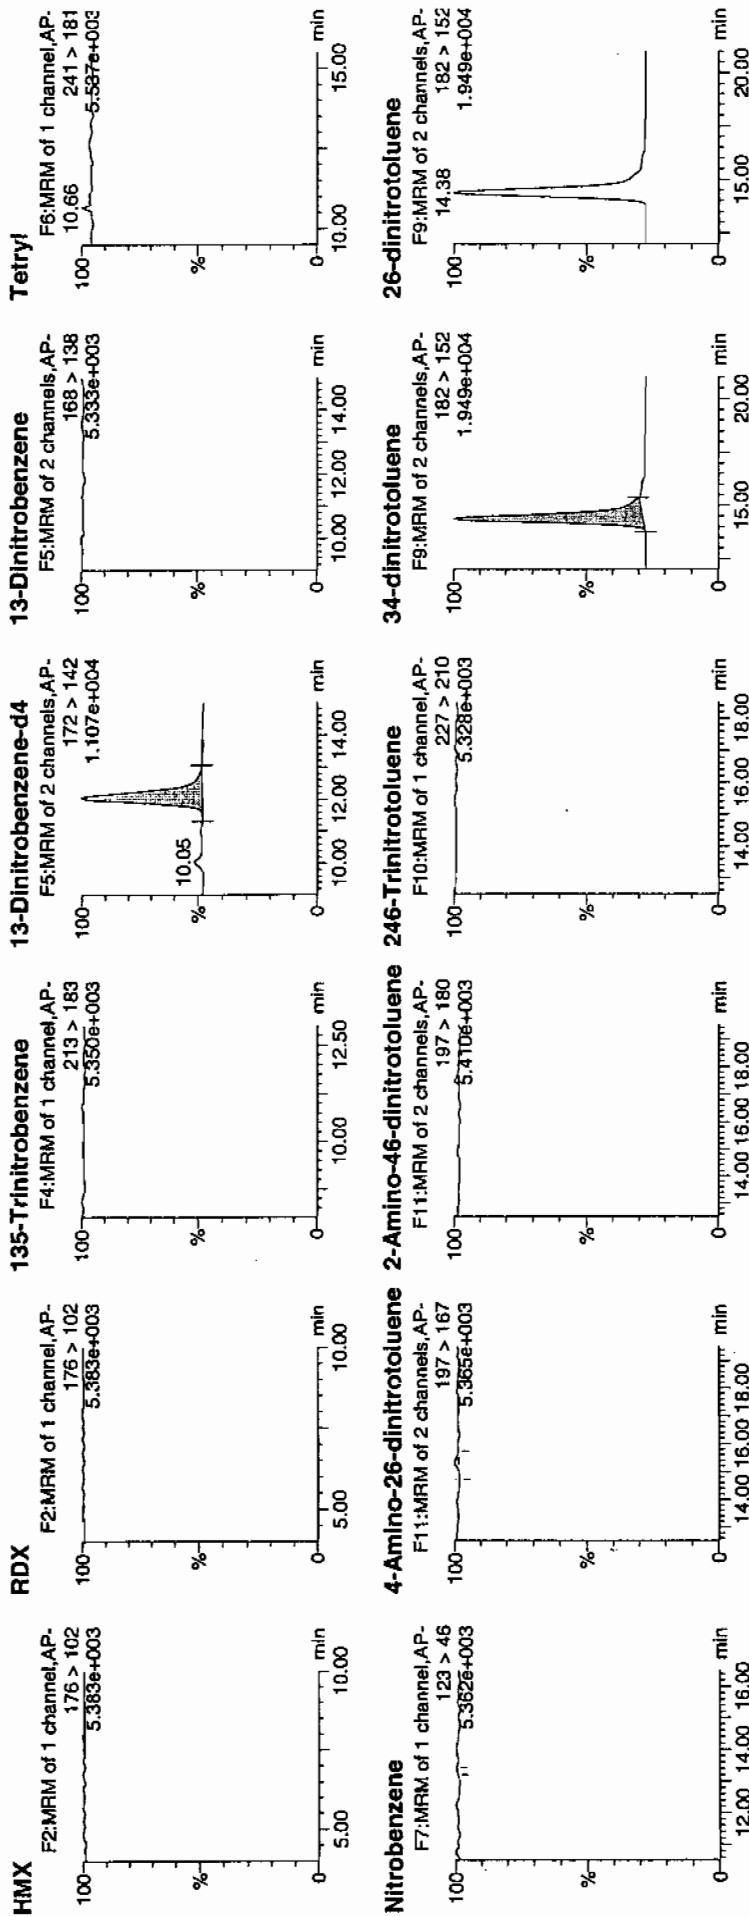 HMX
F2:MRM of 1 channel,AP-
176 > 102
5.383e+003
100
%
0
5.00 10.00 min
RDX
F2:MRM of 1 channel,AP-
176 > 102
5.383e+003
100
%
0
5.00 10.00 min
135-Trinitrobenzene
F4:MRM of 1 channel,AP-
213 > 183
5.350e+003
100
%
0
10.00 12.50 min
13-Dinitrobenzene-d4
F5:MRM of 2 channels,AP-
172 > 142
1.107e+004
100
10.05
%
0
10.00 12.00 14.00 min
13-Dinitrobenzene
F5:MRM of 2 channels,AP-
168 > 138
5.333e+003
100
%
0
10.00 12.00 14.00 min
Tetryl
F6:MRM of 1 channel,AP-
241 > 181
5.537e+003
100
10.66
%
0
10.00 15.00 min
Nitrobenzene
F7:MRM of 1 channel,AP-
123 > 46
5.362e+003
100
%
0
12.00 14.00 16.00 min
4-Amino-26-dinitrotoluene
F11:MRM of 2 channels,AP-
197 > 167
5.365e+003
100
%
0
14.00 16.00 18.00 min
2-Amino-46-dinitrotoluene
F11:MRM of 2 channels,AP-
197 > 180
5.410e+003
100
%
0
14.00 16.00 18.00 min
246-Trinitrotoluene
F10:MRM of 1 channel,AP-
227 > 210
5.328e+003
100
%
0
14.00 16.00 18.00 min
34-dinitrotoluene
F9:MRM of 2 channels,AP-
182 > 152
1.949e+004
100
%
0
15.00 20.00 min
26-dinitrotoluene
F9:MRM of 2 channels,AP-
182 > 152
1.949e+004
100
14.38
%
0
15.00 20.00 min